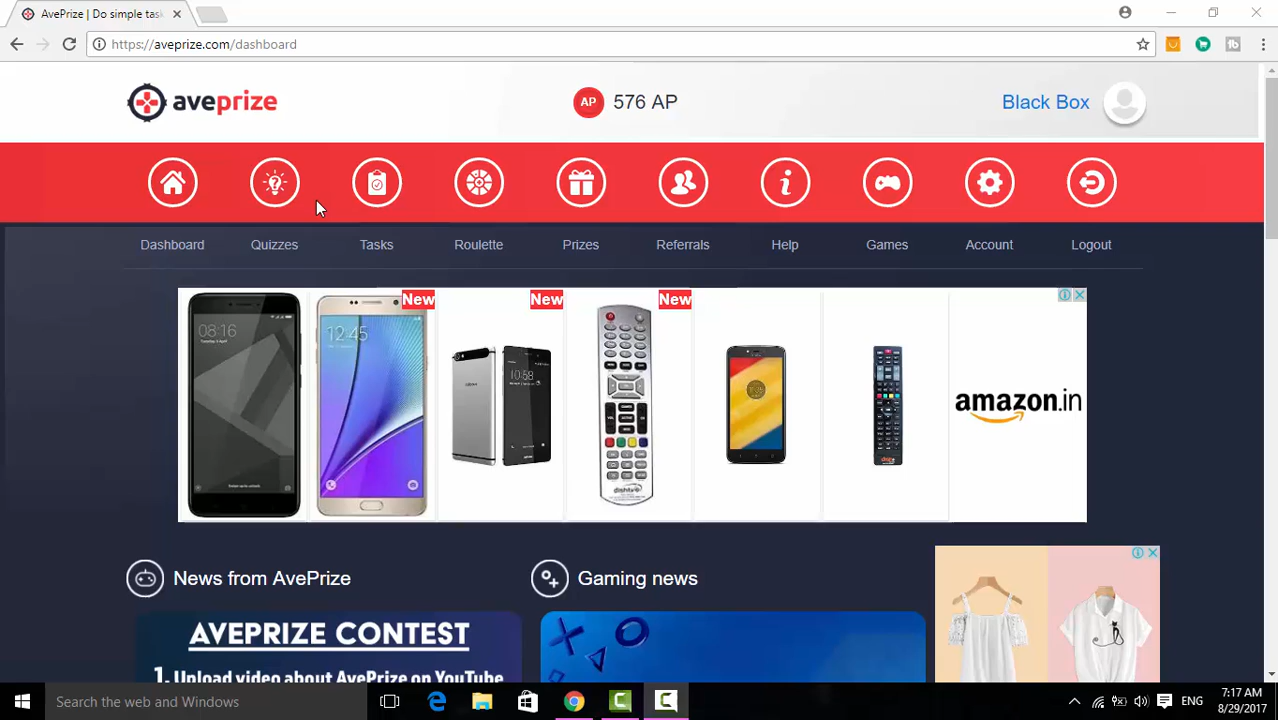 AvePrize | Do simple task
https://aveprize.com/dashboard
aveprize
AP 576 AP
Black Box
Dashboard Quizzes Tasks Roulette Prizes Referrals Help Games Account Logout
New New New
08:16
12:45
10:58
dishtv
amazon.in
News from AvePrize
Gaming news
AVEPRIZE CONTEST
1. Upload video about AvePrize on YouTube
Search the web and Windows
ENG
7:17 AM
8/29/2017